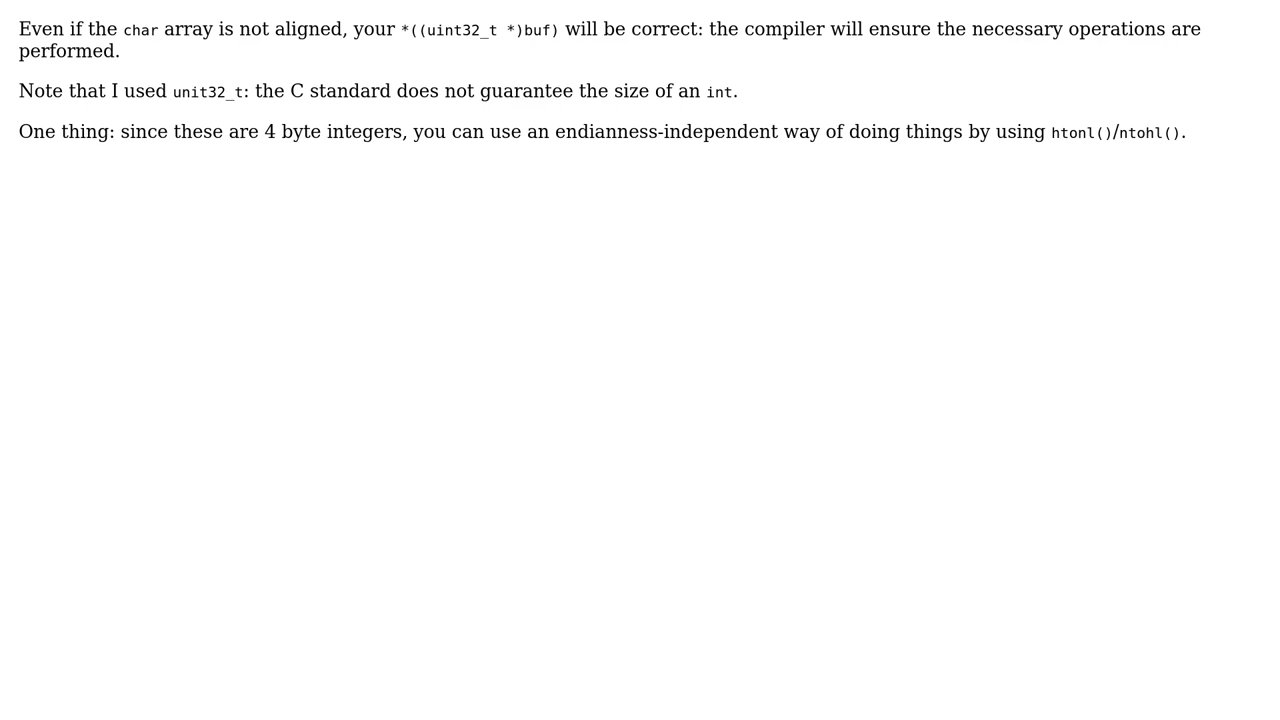 Even if the char array is not aligned, your *((uint32_t *)buf) will be correct: the compiler will ensure the necessary operations are
performed.
Note that I used unit32_t: the C standard does not guarantee the size of an int.
One thing: since these are 4 byte integers, you can use an endianness-independent way of doing things by using htonl()/ntohl().